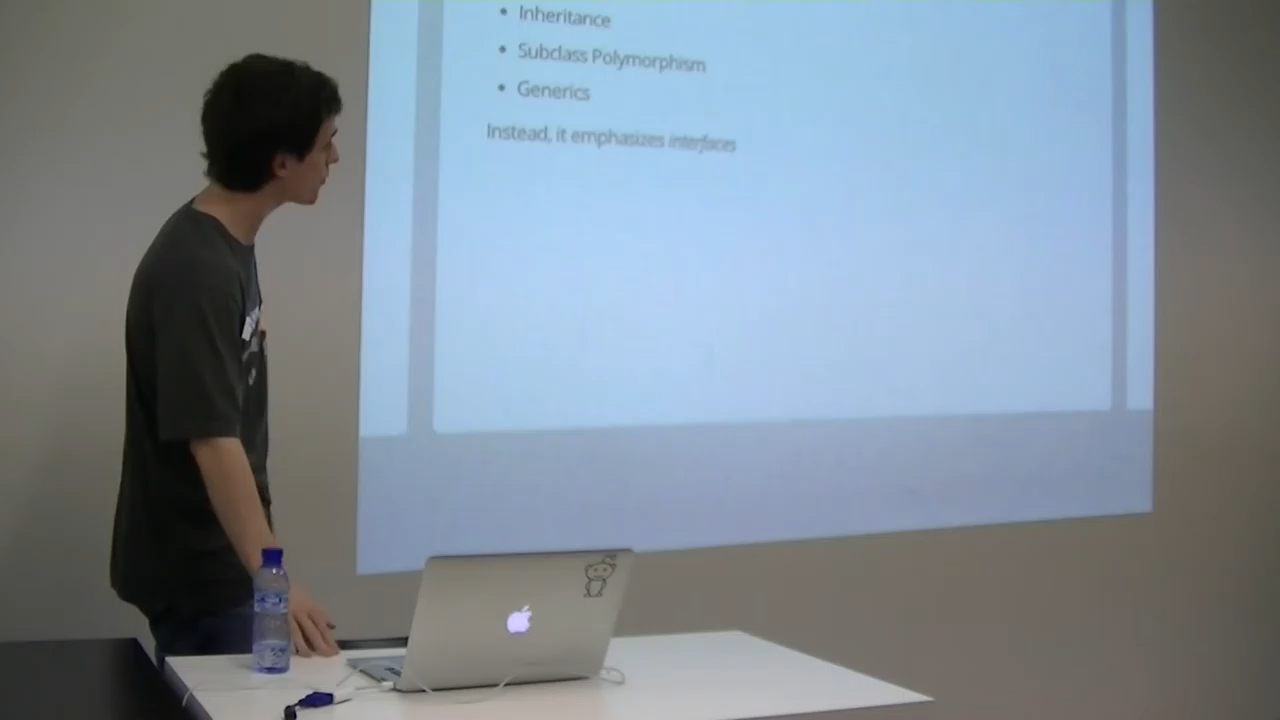 • Inheritance
• Subclass Polymorphism
• Generics
Instead, it emphasizes interfaces